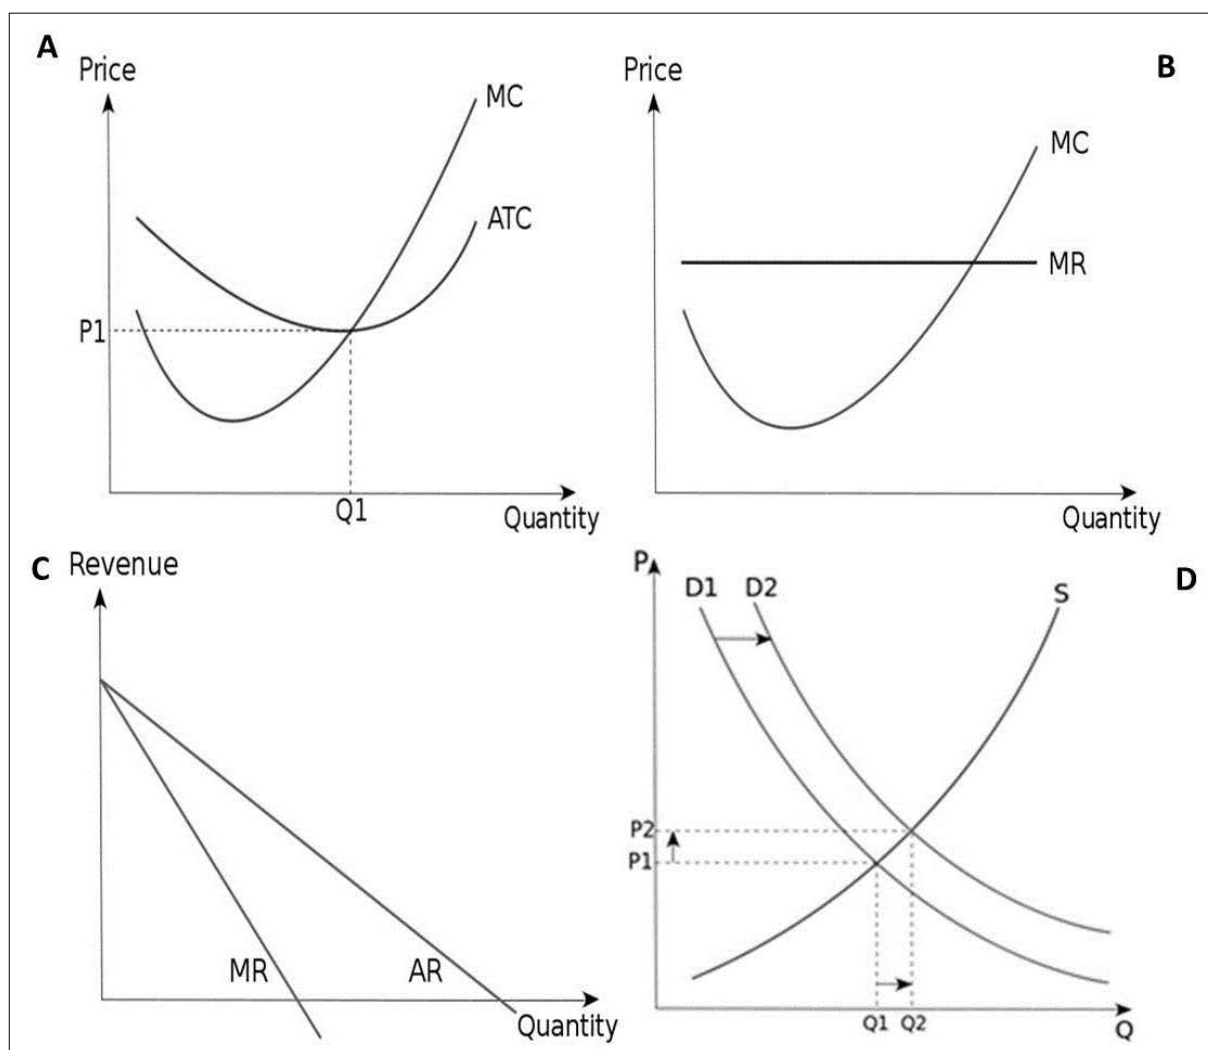 A
Price
MC
ATC
P1
Q1
Quantity
B
Price
MC
MR
Quantity
C
Revenue
MR
AR
Quantity
D
P
D1 D2
S
P2
P1
Q1 Q2
Q